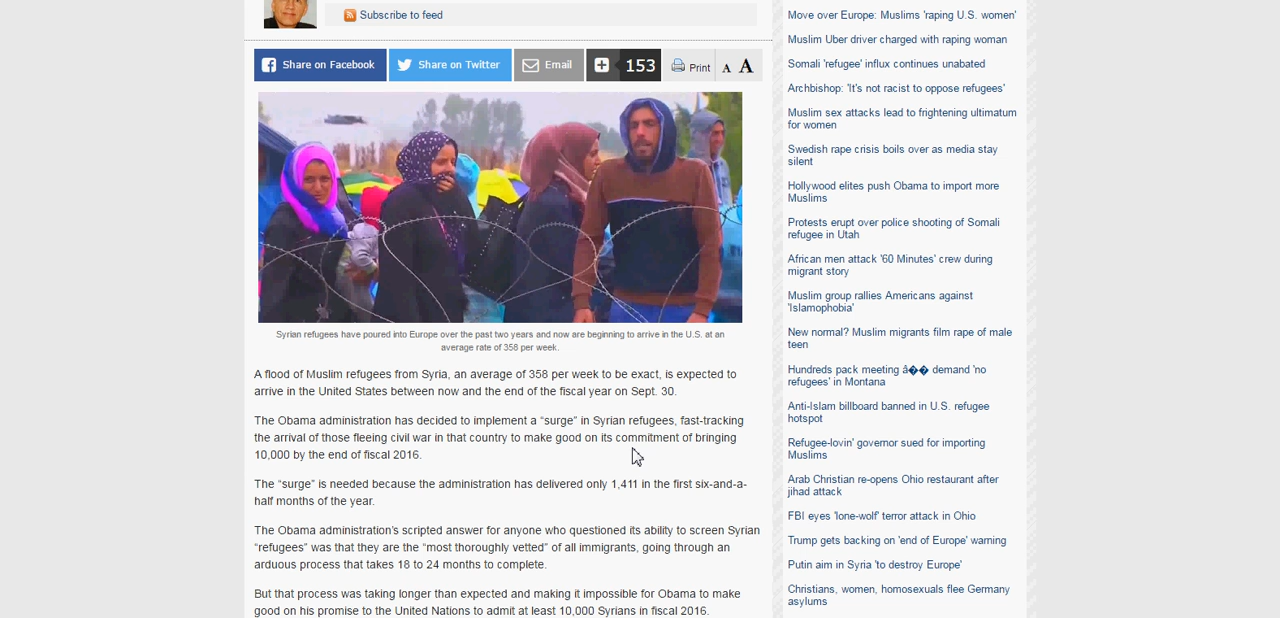 Subscribe to feed
Share on Facebook
Share on Twitter
Email
153
Print
A A
Syrian refugees have poured into Europe over the past two years and now are beginning to arrive in the U.S. at an
average rate of 358 per week.
A flood of Muslim refugees from Syria, an average of 358 per week to be exact, is expected to
arrive in the United States between now and the end of the fiscal year on Sept. 30.
The Obama administration has decided to implement a “surge” in Syrian refugees, fast-tracking
the arrival of those fleeing civil war in that country to make good on its commitment of bringing
10,000 by the end of fiscal 2016.
The “surge” is needed because the administration has delivered only 1,411 in the first six-and-a-
half months of the year.
The Obama administration’s scripted answer for anyone who questioned its ability to screen Syrian
“refugees” was that they are the “most thoroughly vetted” of all immigrants, going through an
arduous process that takes 18 to 24 months to complete.
But that process was taking longer than expected and making it impossible for Obama to make
good on his promise to the United Nations to admit at least 10,000 Syrians in fiscal 2016.
Move over Europe: Muslims 'raping U.S. women'
Muslim Uber driver charged with raping woman
Somali 'refugee' influx continues unabated
Archbishop: 'It's not racist to oppose refugees'
Muslim sex attacks lead to frightening ultimatum
for women
Swedish rape crisis boils over as media stay
silent
Hollywood elites push Obama to import more
Muslims
Protests erupt over police shooting of Somali
refugee in Utah
African men attack '60 Minutes' crew during
migrant story
Muslim group rallies Americans against
'Islamophobia'
New normal? Muslim migrants film rape of male
teen
Hundreds pack meeting â�� demand 'no
refugees' in Montana
Anti-Islam billboard banned in U.S. refugee
hotspot
Refugee-lovin' governor sued for importing
Muslims
Arab Christian re-opens Ohio restaurant after
jihad attack
FBI eyes 'lone-wolf' terror attack in Ohio
Trump gets backing on 'end of Europe' warning
Putin aim in Syria 'to destroy Europe'
Christians, women, homosexuals flee Germany
asylums